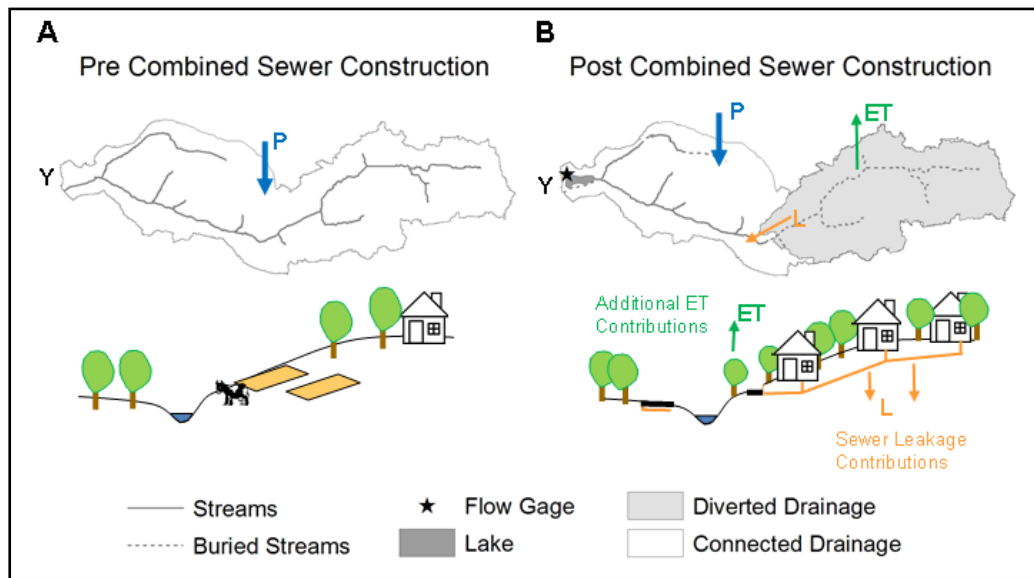 A
Pre Combined Sewer Construction
P
Y
B
Post Combined Sewer Construction
ET
P
Y
L
Additional ET
Contributions
ET
L
Sewer Leakage
Contributions
Streams
Buried Streams
Flow Gage
Lake
Diverted Drainage
Connected Drainage